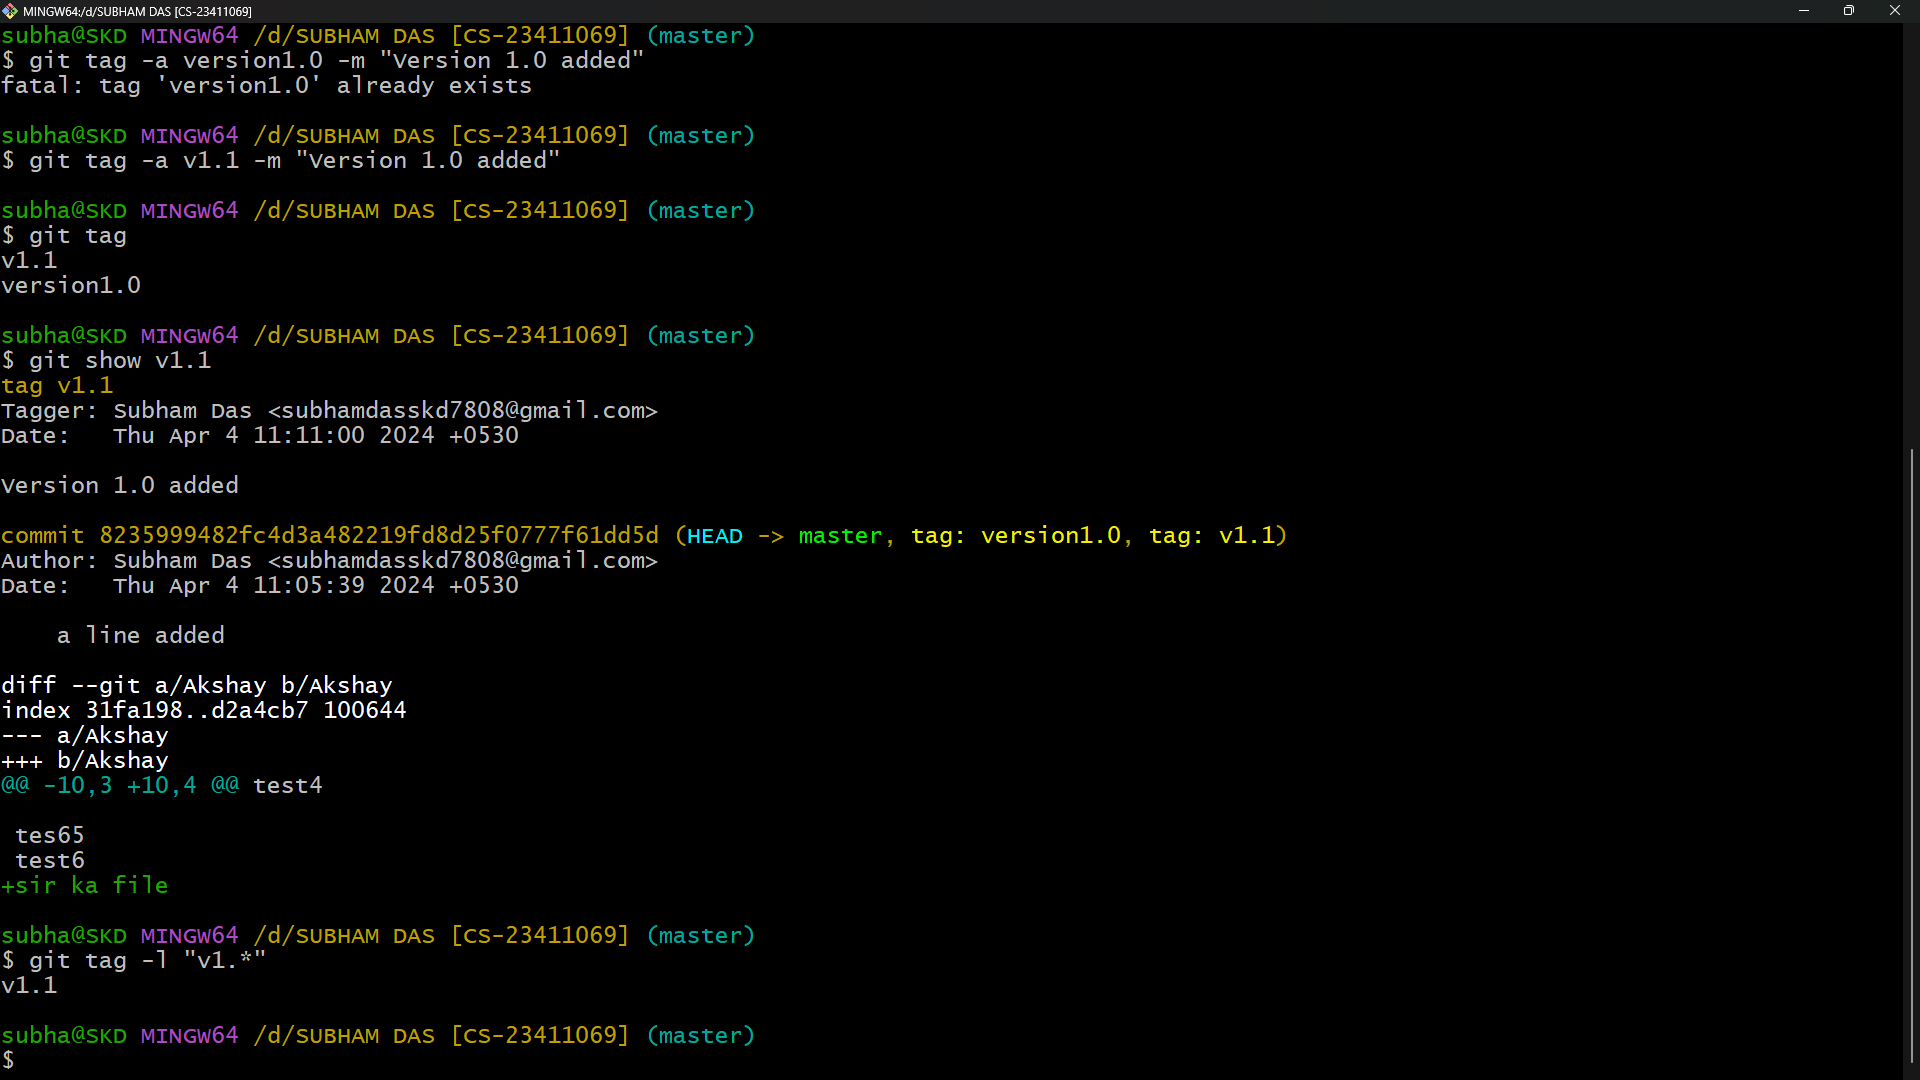 MINGW64:/d/SUBHAM DAS [CS-23411069]
subha@SKD MINGW64 /d/SUBHAM DAS [CS-23411069] (master)
$ git tag -a version1.0 -m "Version 1.0 added"
fatal: tag 'version1.0' already exists
subha@SKD MINGW64 /d/SUBHAM DAS [CS-23411069] (master)
$ git tag -a v1.1 -m "Version 1.0 added"
subha@SKD MINGW64 /d/SUBHAM DAS [CS-23411069] (master)
$ git tag
v1.1
version1.0
subha@SKD MINGW64 /d/SUBHAM DAS [CS-23411069] (master)
$ git show v1.1
tag v1.1
Tagger: Subham Das <subhamdasskd7808@gmail.com>
Date:   Thu Apr 4 11:11:00 2024 +0530
Version 1.0 added
commit 8235999482fc4d3a482219fd8d25f0777f61dd5d (HEAD -> master, tag: version1.0, tag: v1.1)
Author: Subham Das <subhamdasskd7808@gmail.com>
Date:   Thu Apr 4 11:05:39 2024 +0530
    a line added
diff --git a/Akshay b/Akshay
index 31fa198..d2a4cb7 100644
--- a/Akshay
+++ b/Akshay
@@ -10,3 +10,4 @@ test4
 tes65
 test6
+sir ka file
subha@SKD MINGW64 /d/SUBHAM DAS [CS-23411069] (master)
$ git tag -l "v1.*"
v1.1
subha@SKD MINGW64 /d/SUBHAM DAS [CS-23411069] (master)
$